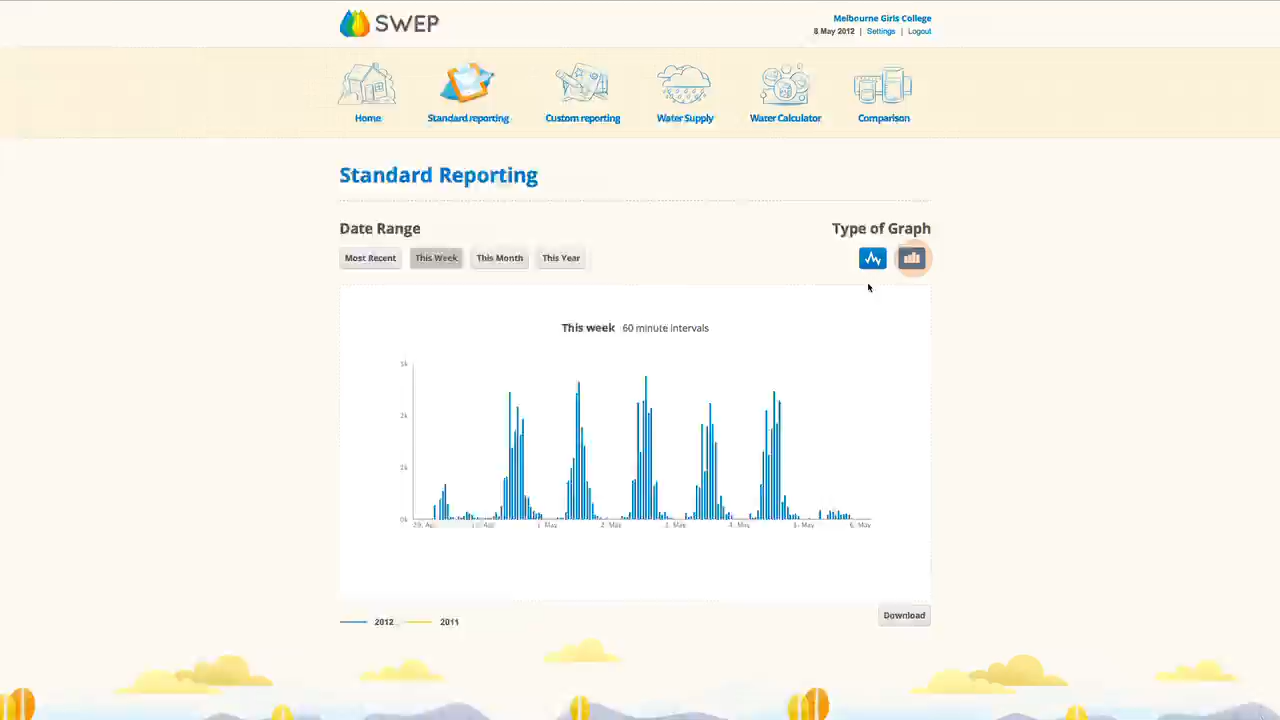 SWEP
Melbourne Girls College
8 May 2012 | Settings | Logout
Home
Standard reporting
Custom reporting
Water Supply
Water Calculator
Comparison
Standard Reporting
Date Range
Type of Graph
Most Recent
This Week
This Month
This Year
This week 60 minute intervals
2k
0k
1. May
2. May
3. May
4. May
5. May
6. May
2012
2011
Download